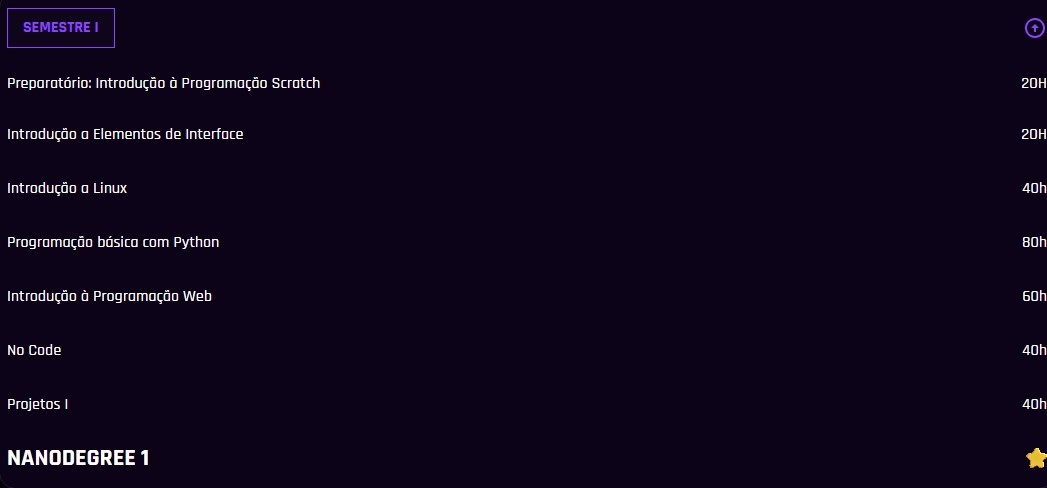 SEMESTRE I
Preparatório: Introdução à Programação Scratch 20H
Introdução a Elementos de Interface 20H
Introdução a Linux 40h
Programação básica com Python 80h
Introdução à Programação Web 60h
No Code 40h
Projetos I 40h
NANODEGREE 1